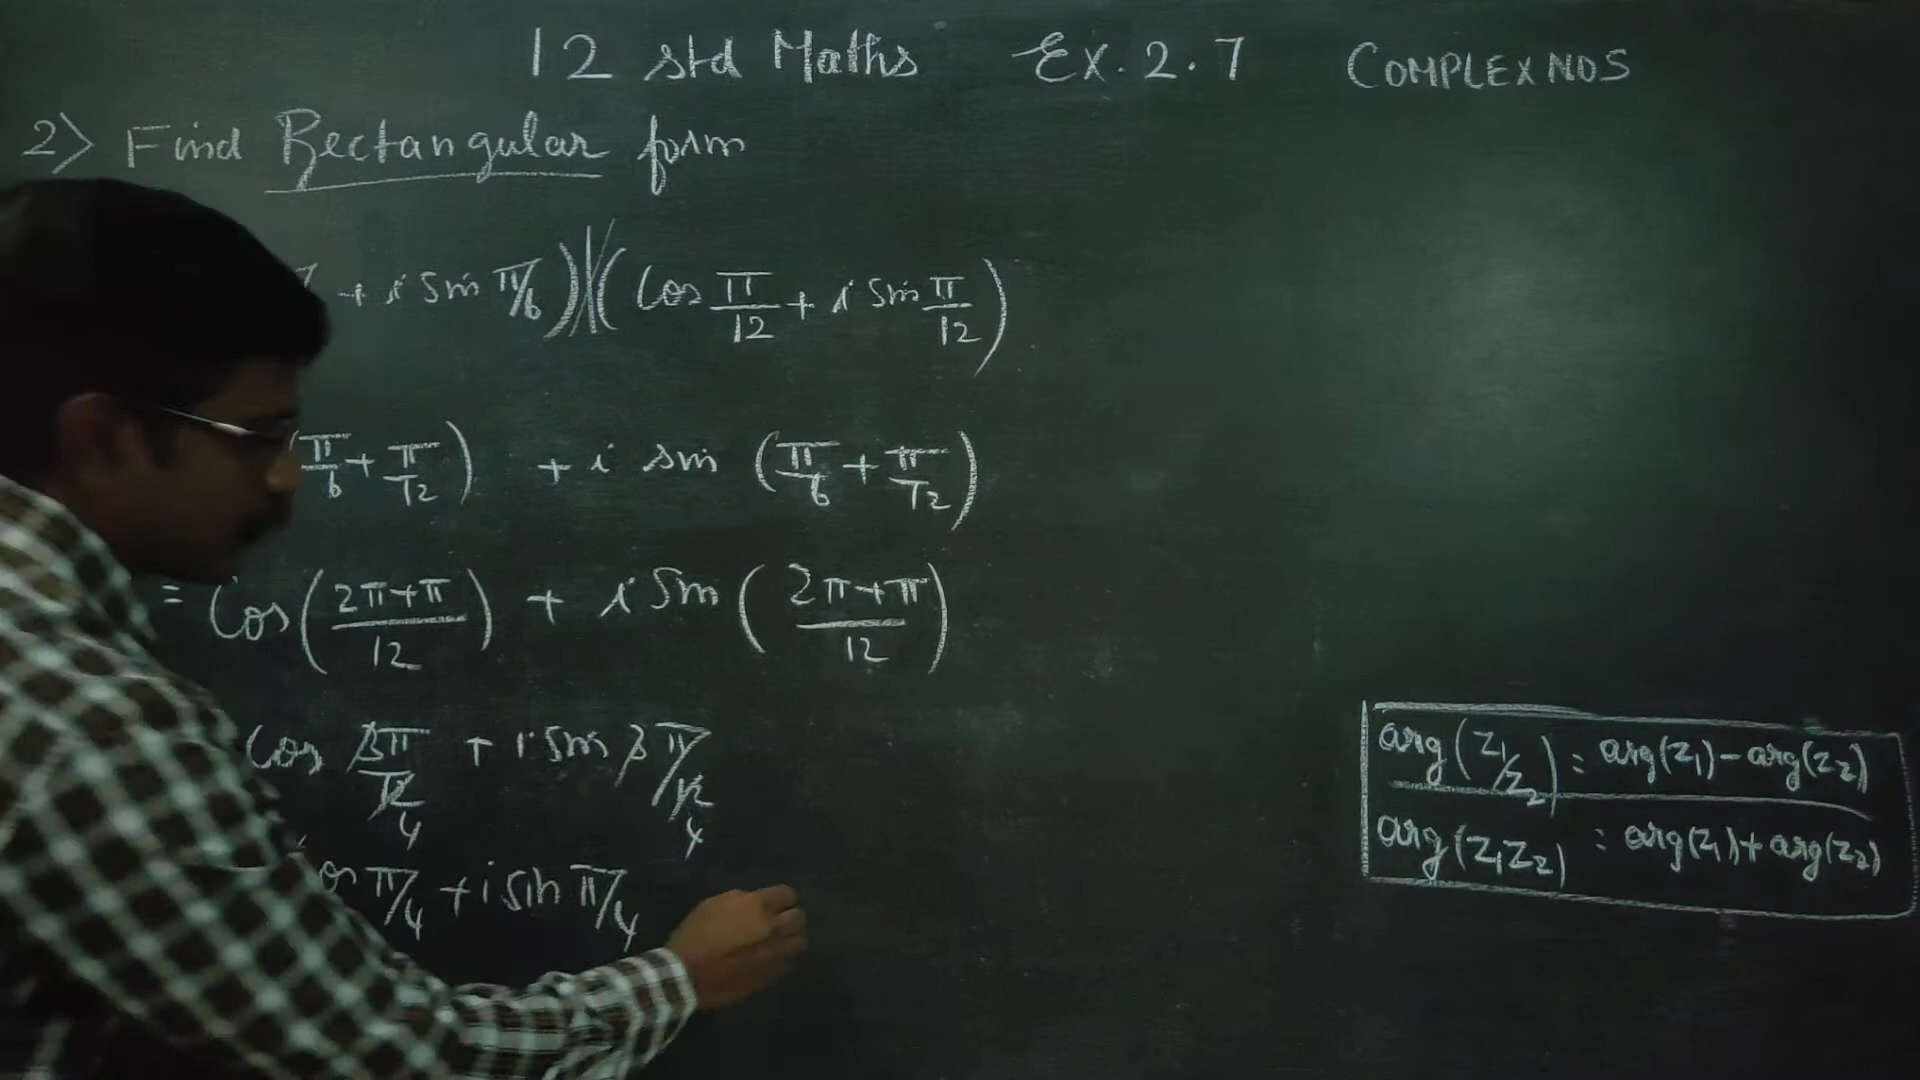 12 std Maths Ex. 2.7 COMPLEX NOS
2) Find Rectangular form
+ i sin π/6) (cos π/12 + i sin π/12)
π/6 + π/12) + i sin (π/6 + π/12)
= cos(2π+π/12) + i sin (2π+π/12)
cos 3π/12 4 + i sin 3π/12 4
cos π/4 + i sin π/4
arg(z₁/z₂) = arg(z₁) - arg(z₂)
arg(z₁z₂) = arg(z₁) + arg(z₂)